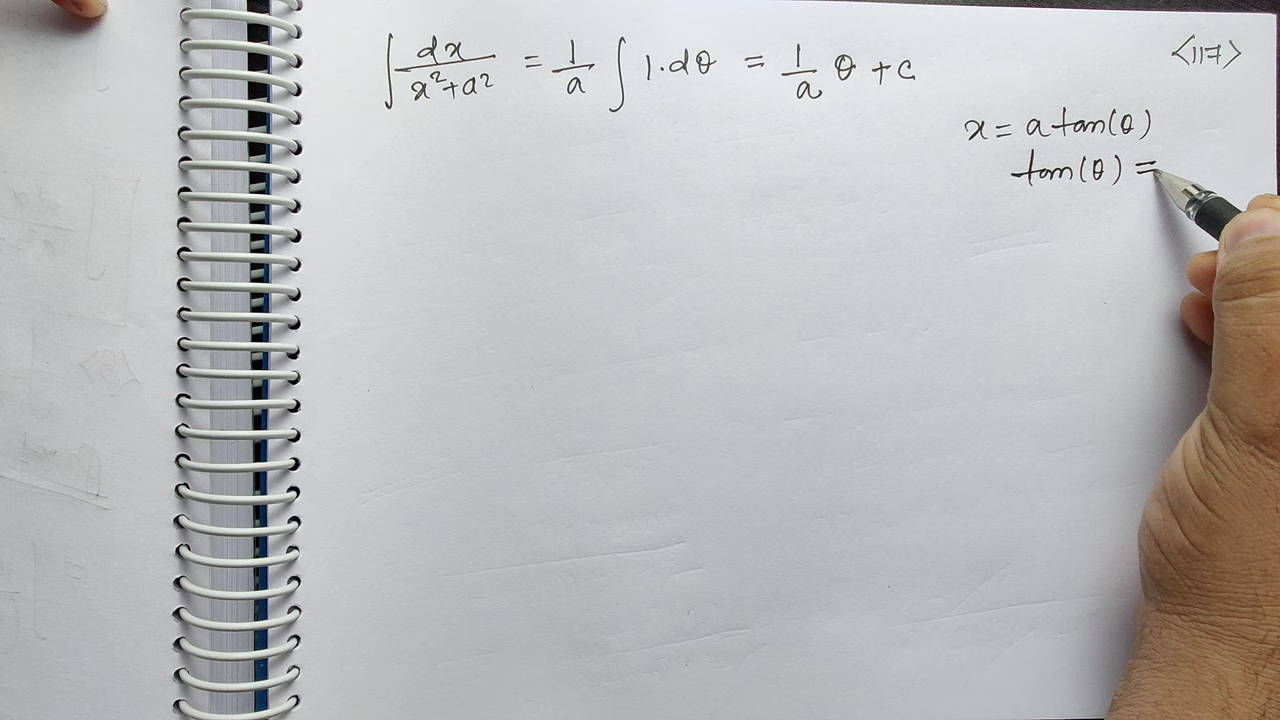 <117>
∫ dx/(x²+a²) = 1/a ∫ 1·dθ = 1/a θ + c
x = a tan(θ)
tan(θ) =